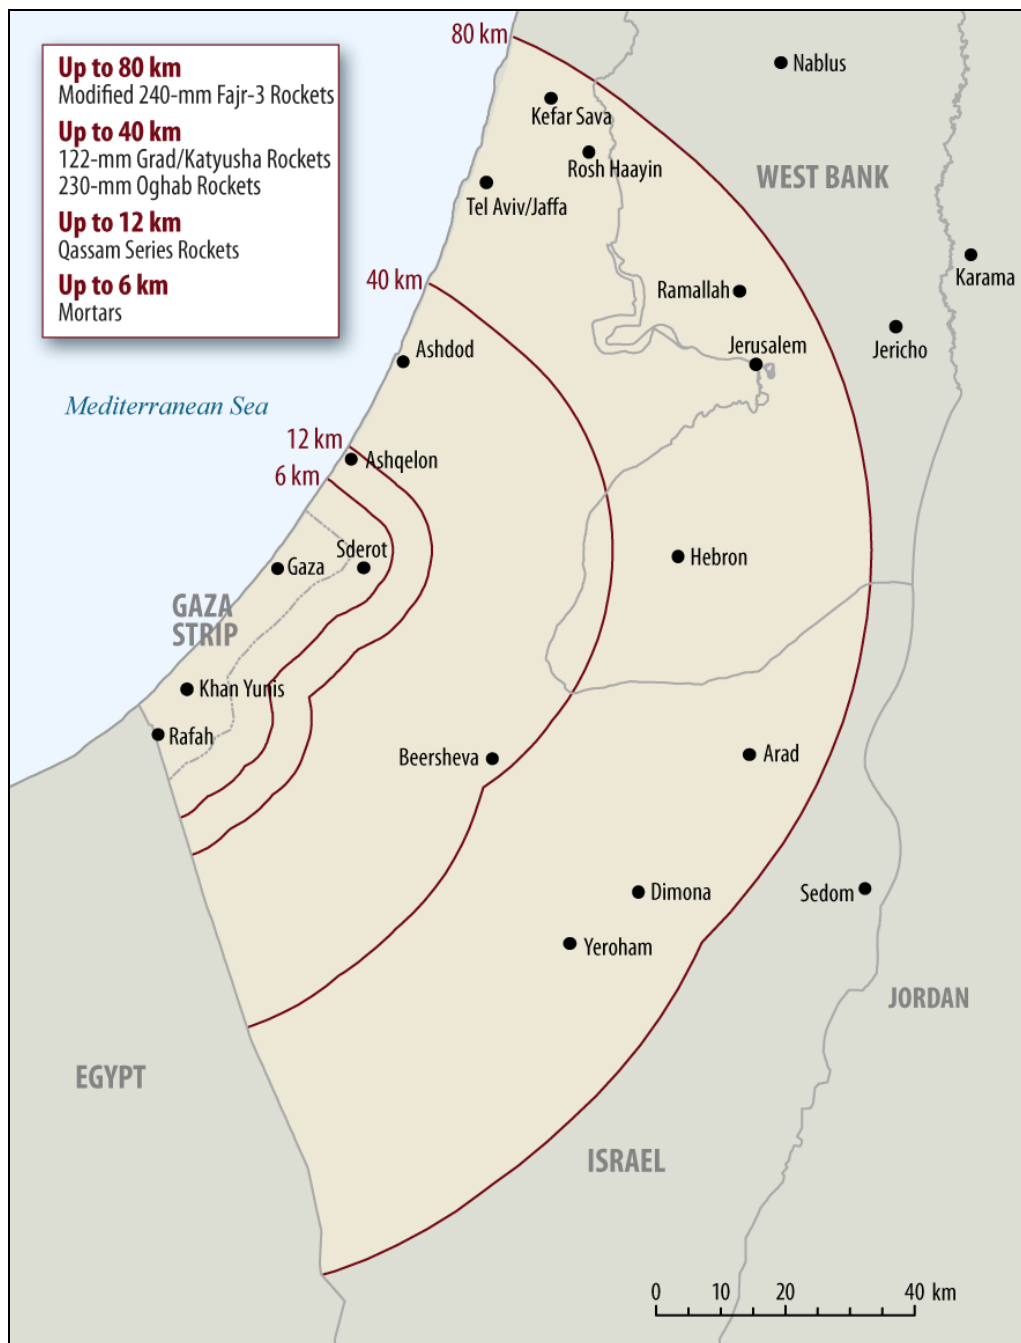 80 km
Up to 80 km
Modified 240-mm Fajr-3 Rockets
Up to 40 km
122-mm Grad/Katyusha Rockets
230-mm Oghab Rockets
Up to 12 km
Qassam Series Rockets
Up to 6 km
Mortars
Nablus
Kefar Sava
Rosh Haayin
WEST BANK
Tel Aviv/Jaffa
Karama
40 km
Ramallah
Jericho
Ashdod
Jerusalem
Mediterranean Sea
12 km
Ashqelon
6 km
Sderot
Hebron
Gaza
GAZA
STRIP
Khan Yunis
Rafah
Beersheva
Arad
Dimona
Sedom
Yeroham
JORDAN
EGYPT
ISRAEL
0 10 20 40 km